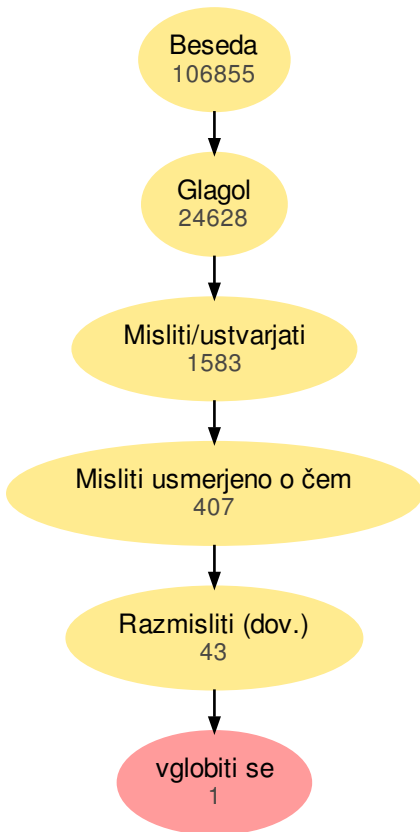 Beseda
106855
Glagol
24628
Misliti/ustvarjati
1583
Misliti usmerjeno o čem
407
Razmisliti (dov.)
43
vglobiti se
1